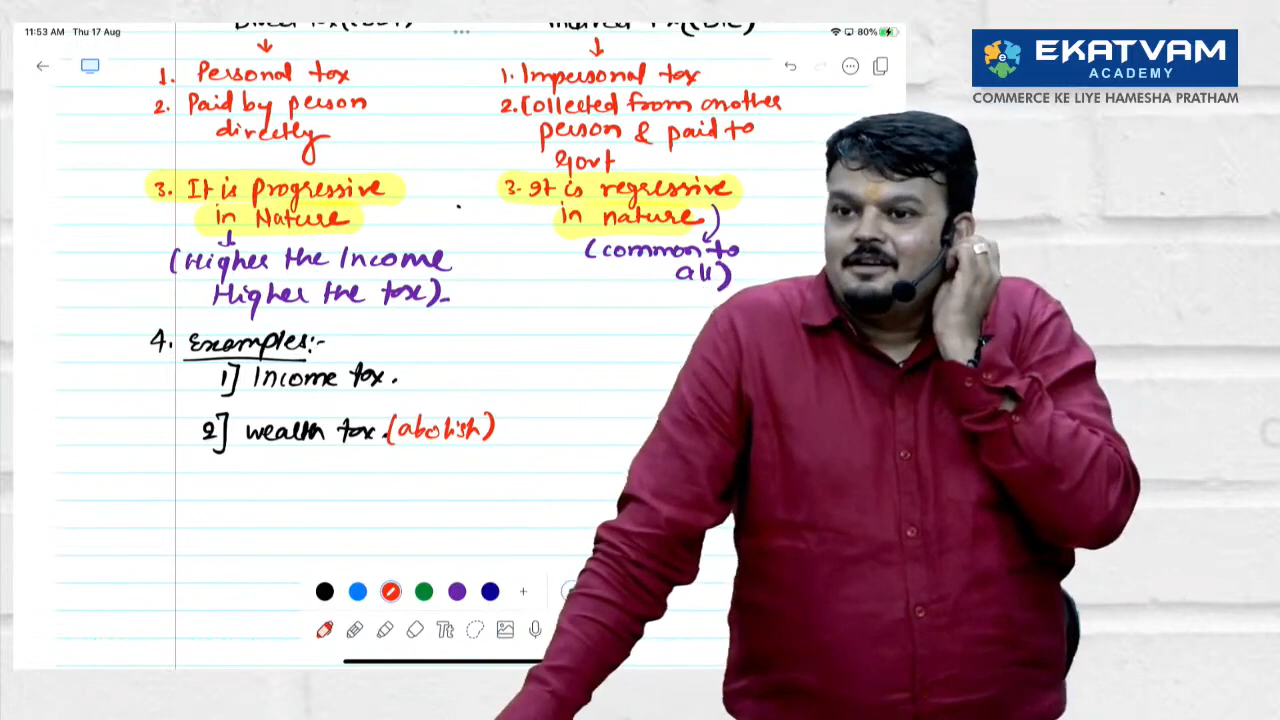 11:53 AM Thu 17 Aug
80%
EKATVAM
ACADEMY
COMMERCE KE LIYE HAMESHA PRATHAM
1. Personal tax
2. Paid by person
directly
3. It is progressive
in Nature
(Higher the Income
Higher the tax).
4. Examples:-
1] Income tax.
2] wealth tax. (abolish)
1. Impersonal tax
2. Collected from another
person & paid to
govt
3. It is regressive
in nature
(common to
all)
Tt